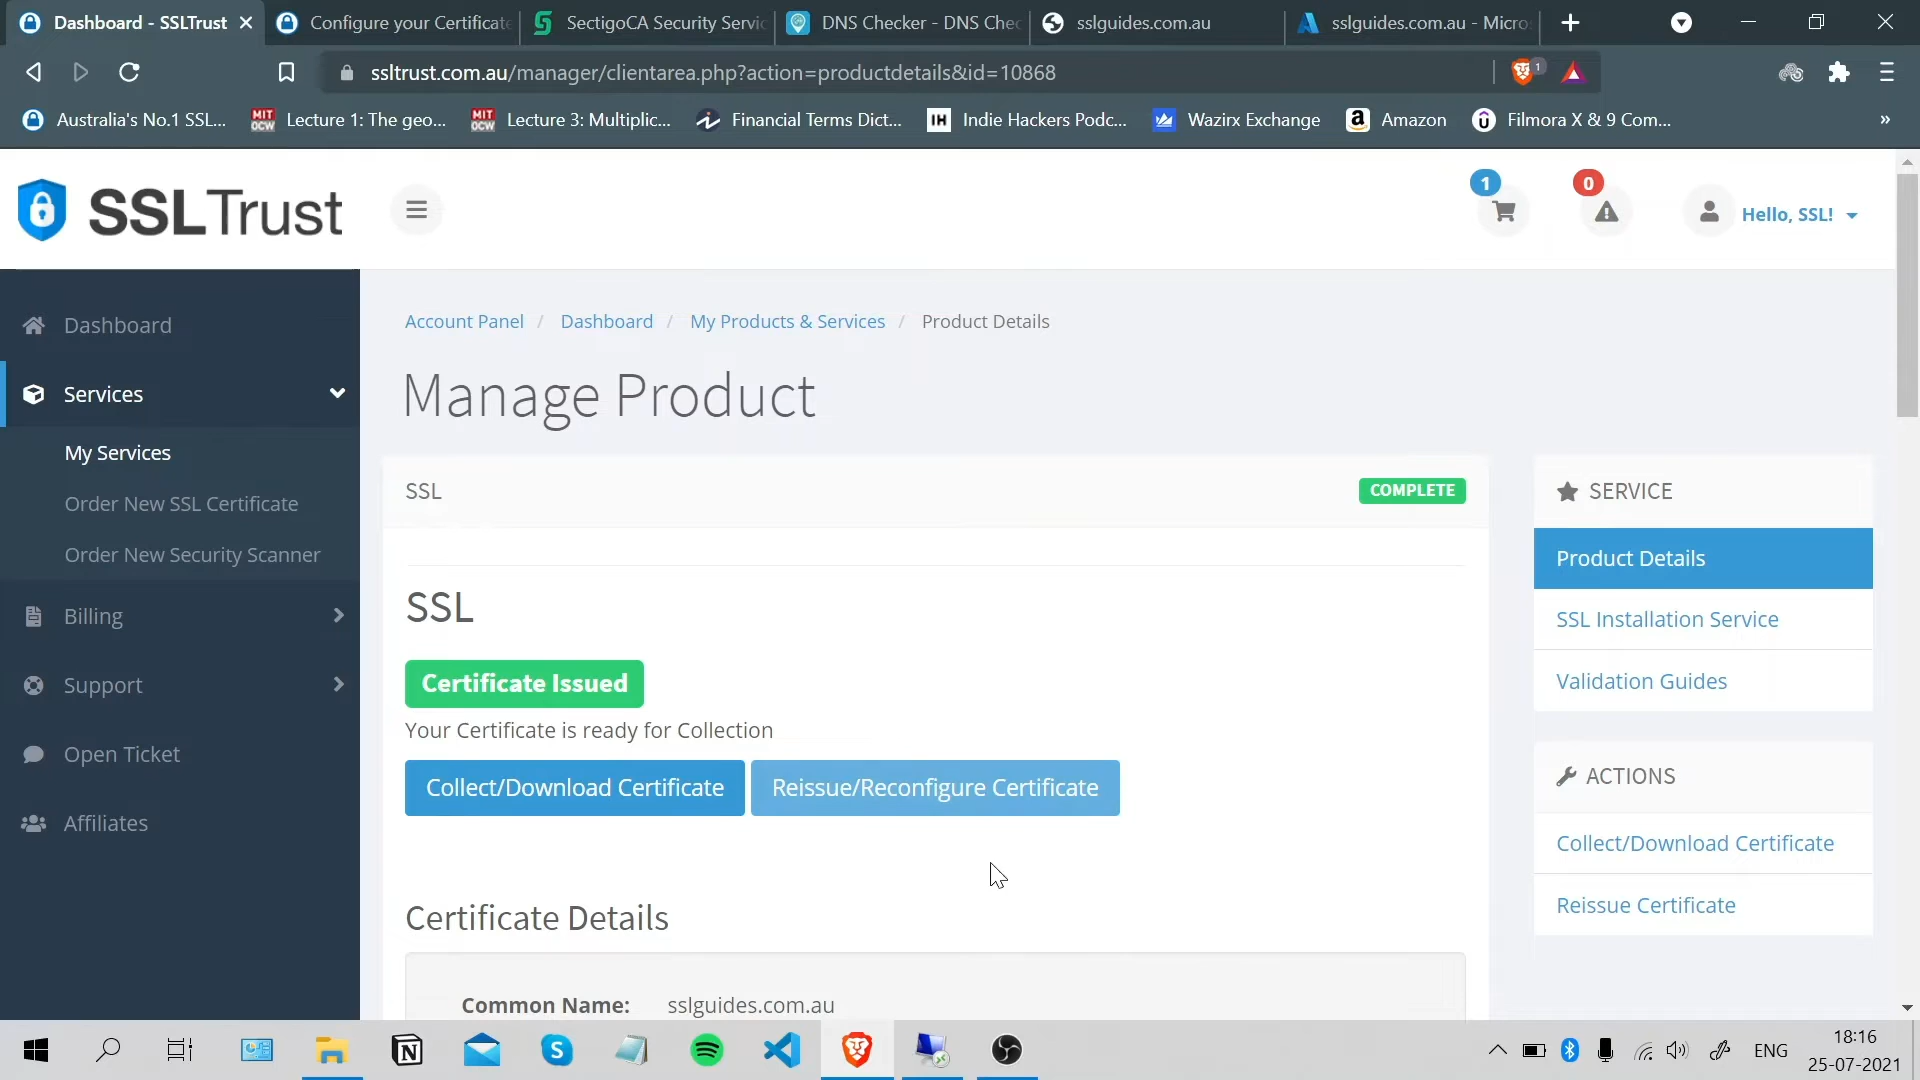 Dashboard - SSLTrust
Configure your Certificate
SectigoCA Security Servic
DNS Checker - DNS Chec
sslguides.com.au
sslguides.com.au - Micro
ssltrust.com.au/manager/clientarea.php?action=productdetails&id=10868
1
Australia's No.1 SSL...
MIT OCW
Lecture 1: The geo...
MIT OCW
Lecture 3: Multiplic...
Financial Terms Dict...
IH
Indie Hackers Podc...
Wazirx Exchange
a
Amazon
Filmora X & 9 Com...
»
SSLTrust
1
0
Hello, SSL!
Dashboard
Services
My Services
Order New SSL Certificate
Order New Security Scanner
Billing
Support
Open Ticket
Affiliates
Account Panel / Dashboard / My Products & Services / Product Details
Manage Product
SSL
COMPLETE
SSL
Certificate Issued
Your Certificate is ready for Collection
Collect/Download Certificate
Reissue/Reconfigure Certificate
Certificate Details
Common Name: sslguides.com.au
SERVICE
Product Details
SSL Installation Service
Validation Guides
ACTIONS
Collect/Download Certificate
Reissue Certificate
ENG
18:16
25-07-2021